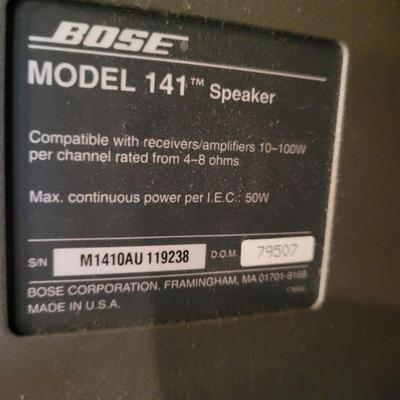 BOSE®
MODEL 141™ Speaker
Compatible with receivers/amplifiers 10–100W
per channel rated from 4–8 ohms
Max. continuous power per I.E.C.: 50W
S/N M1410AU 119238 D.O.M. 79507
BOSE CORPORATION, FRAMINGHAM, MA 01701-9168
MADE IN U.S.A.